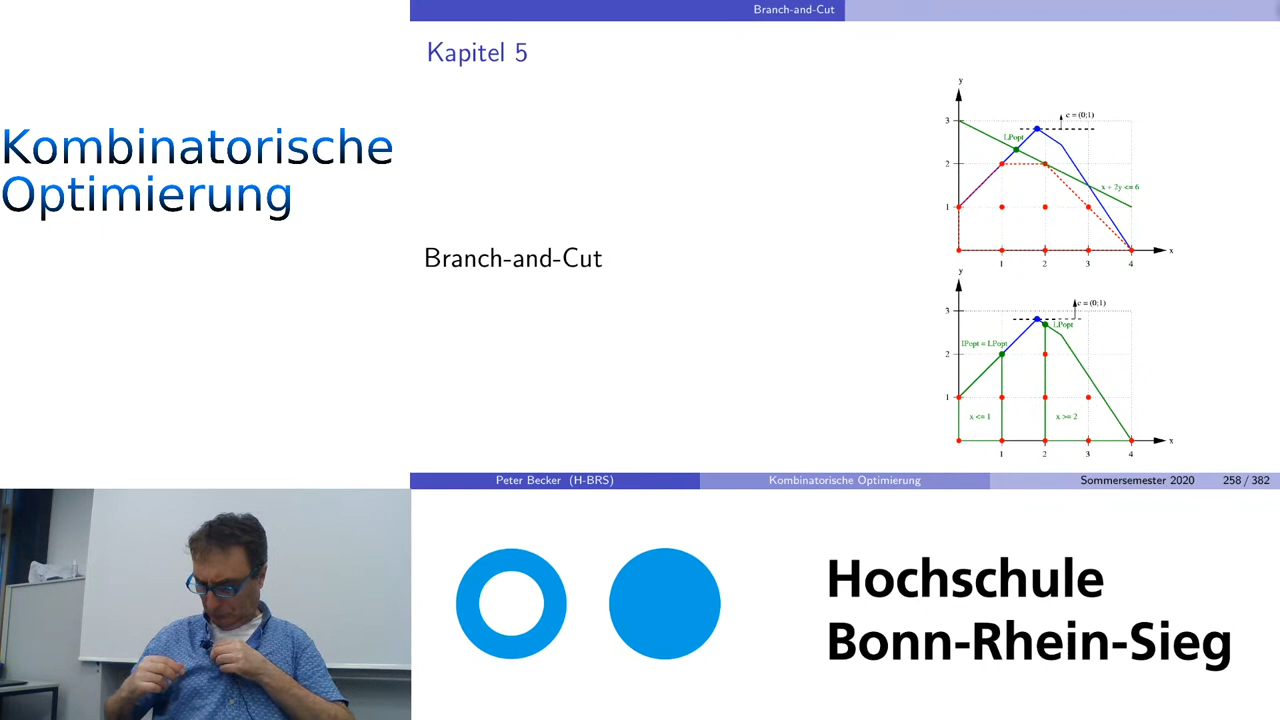 Branch-and-Cut
Kapitel 5
Kombinatorische
Optimierung
Branch-and-Cut
y
c = (0;1)
3
LPopt
2
x + 2y <= 6
1
x
1 2 3 4
y
c = (0;1)
3
LPopt
IPopt = LPopt
2
1
x <= 1
x >= 2
x
1 2 3 4
Peter Becker (H-BRS)
Kombinatorische Optimierung
Sommersemester 2020
258 / 382
Hochschule
Bonn-Rhein-Sieg